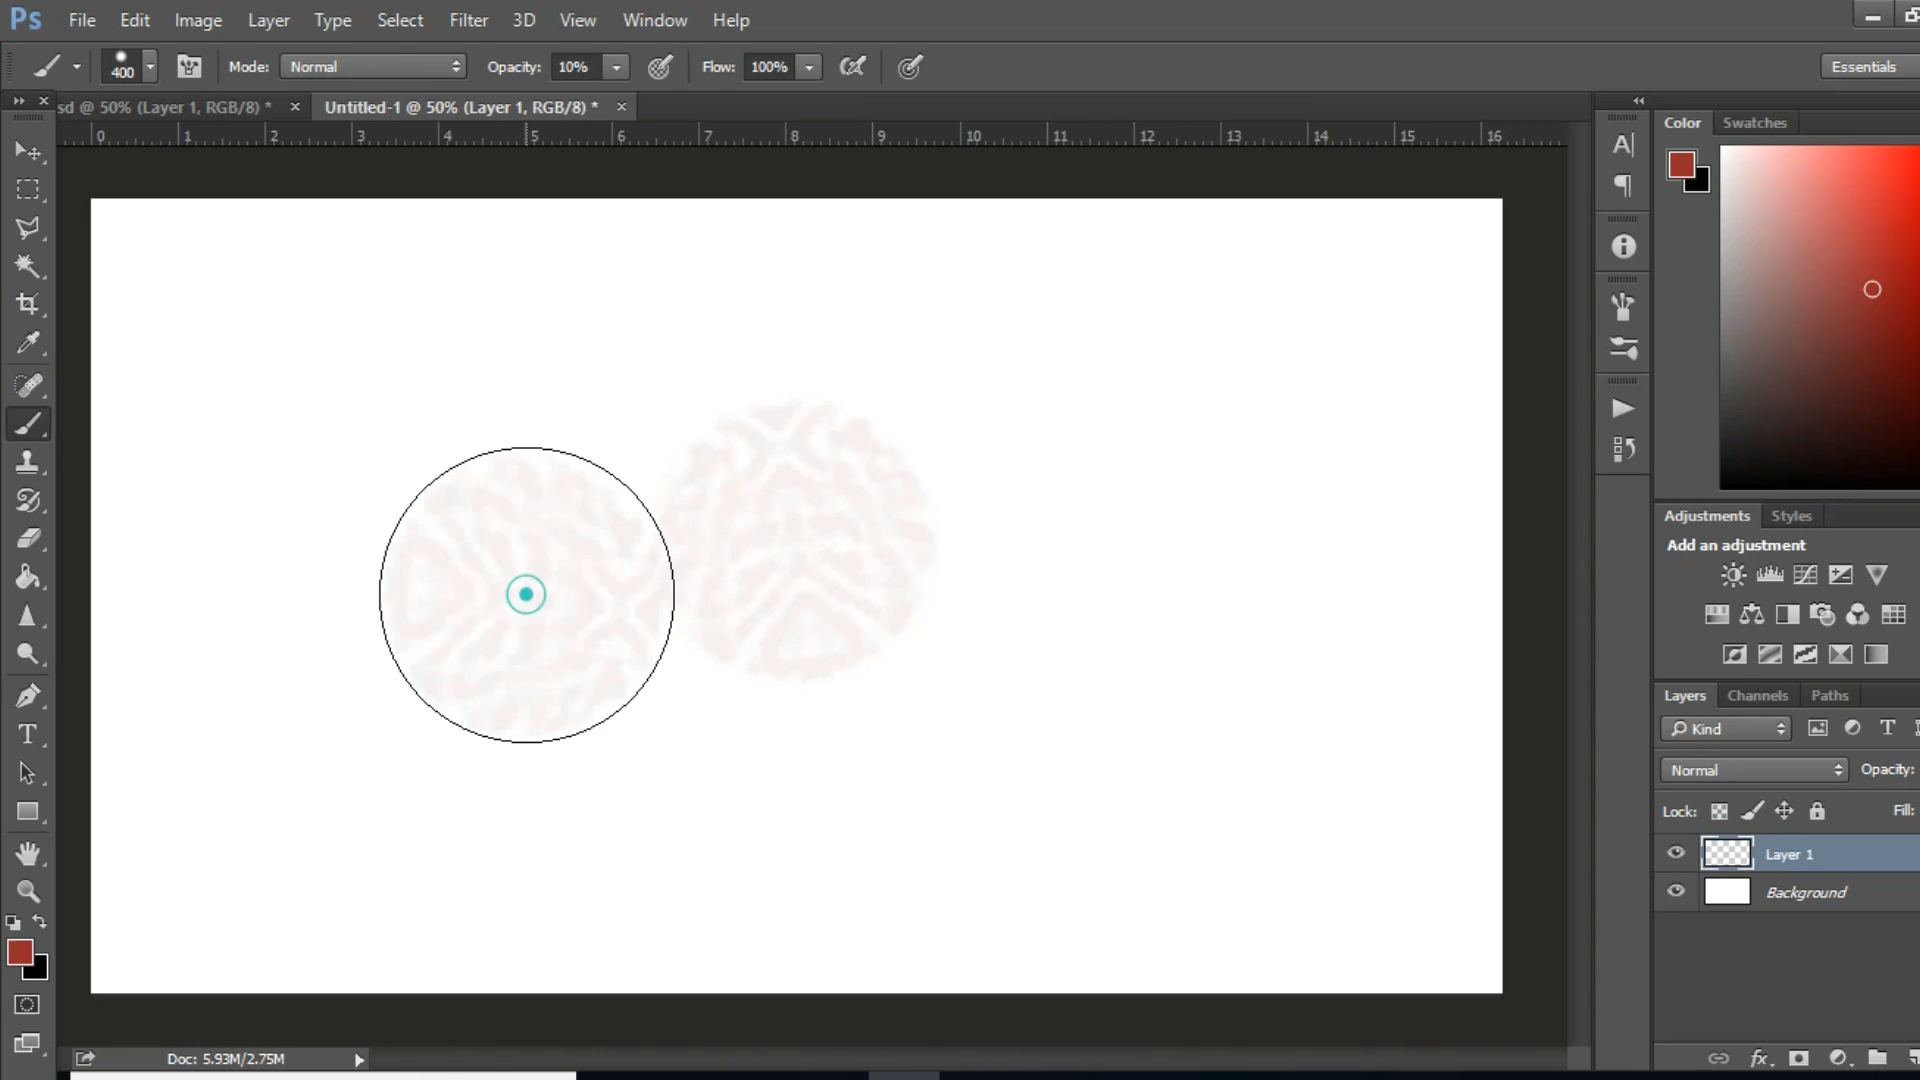 Ps File Edit Image Layer Type Select Filter 3D View Window Help
400 Mode: Normal Opacity: 10% Flow: 100% Essentials
sd @ 50% (Layer 1, RGB/8) * × Untitled-1 @ 50% (Layer 1, RGB/8) * ×
0 1 2 3 4 5 6 7 8 9 10 11 12 13 14 15 16
Color Swatches
Adjustments Styles
Add an adjustment
Layers Channels Paths
Kind
Normal Opacity:
Lock: Fill:
Layer 1
Background
Doc: 5.93M/2.75M